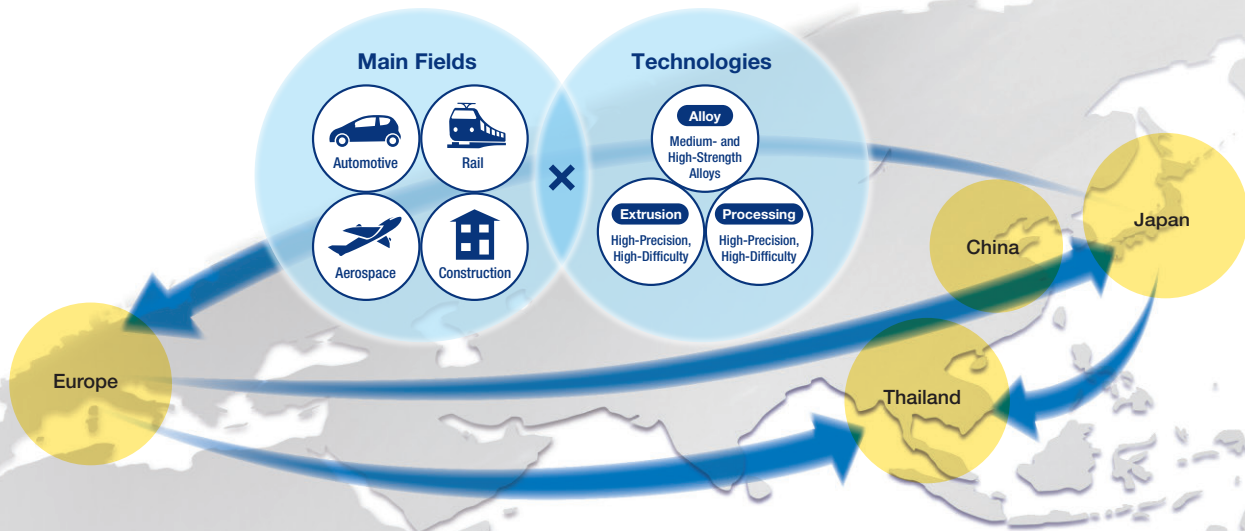 Main Fields
Automotive
Rail
Aerospace
Construction
Technologies
Alloy
Medium- and
High-Strength
Alloys
Extrusion
High-Precision,
High-Difficulty
Processing
High-Precision,
High-Difficulty
Japan
China
Europe
Thailand